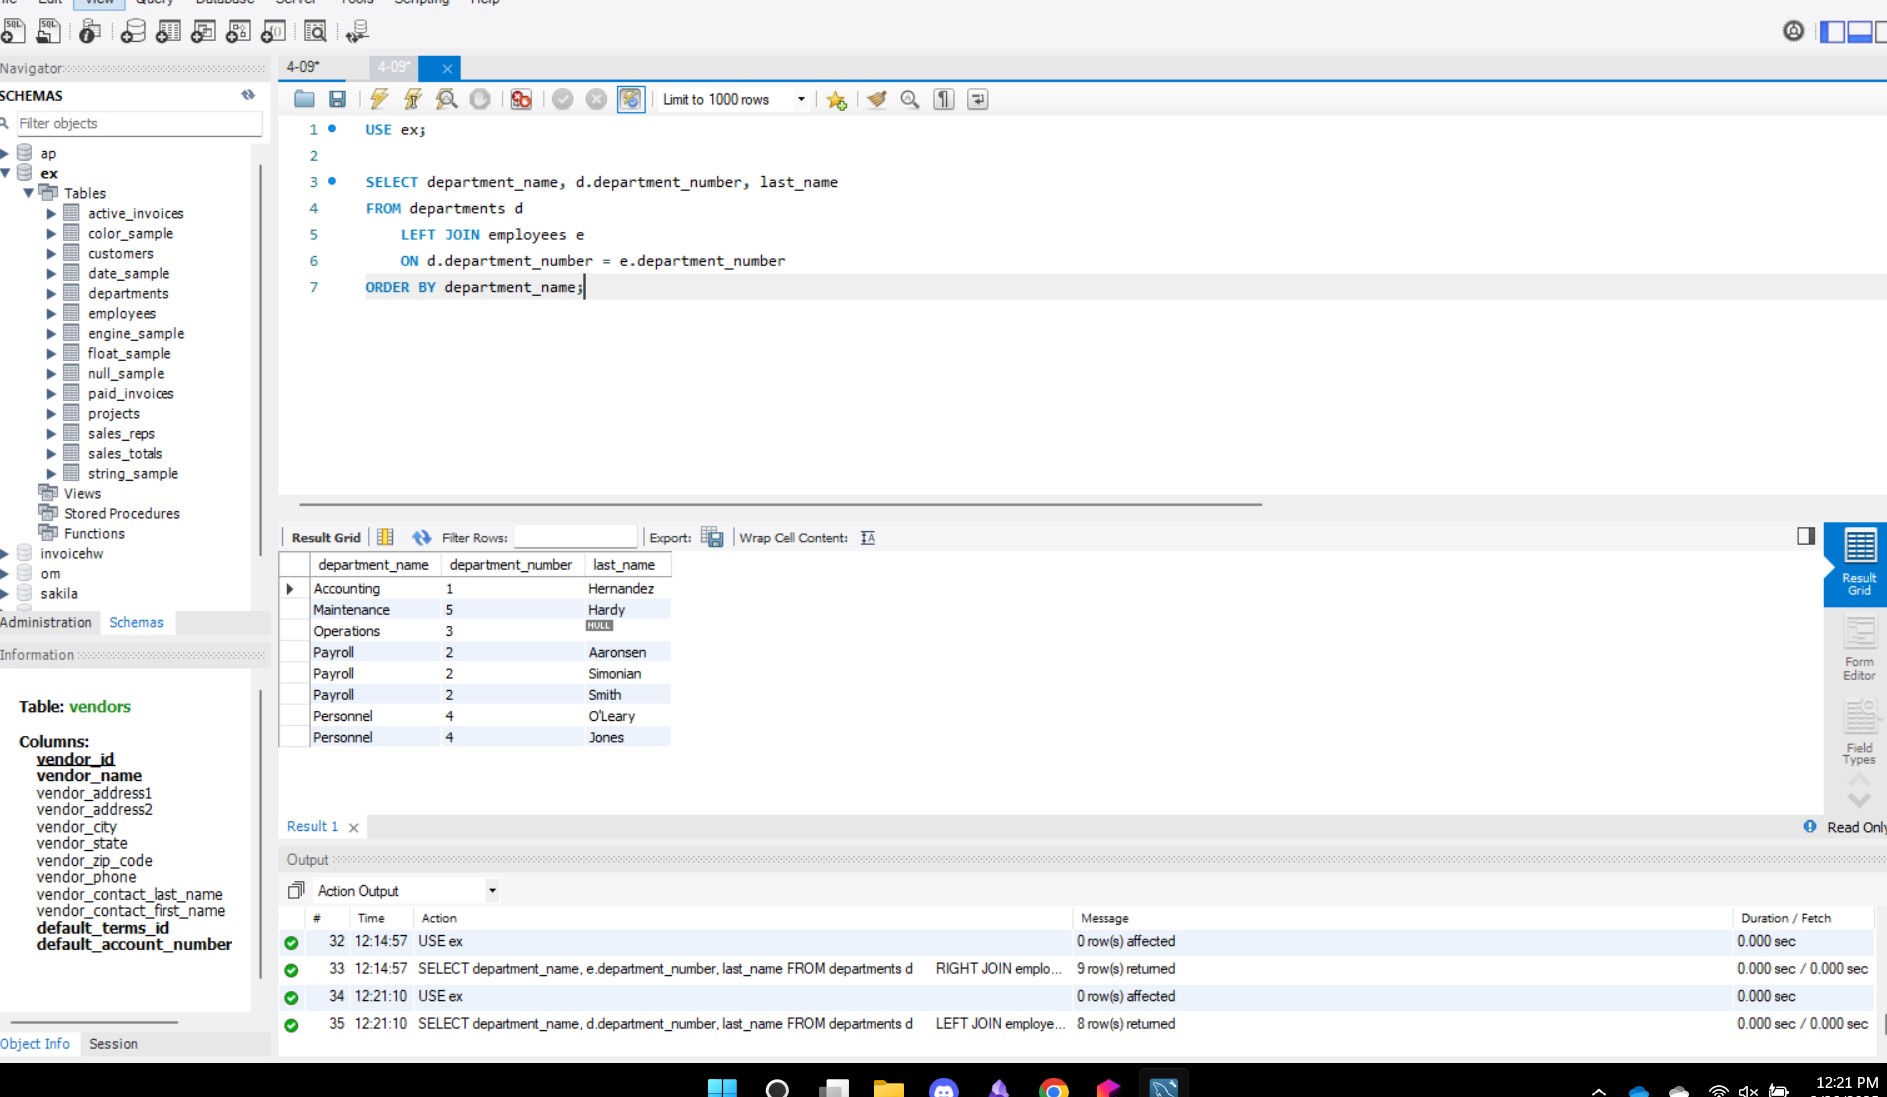 View
Query
Database
Server
Tools
Scripting
Help
Navigator
SCHEMAS
Filter objects
ap
ex
Tables
active_invoices
color_sample
customers
date_sample
departments
employees
engine_sample
float_sample
null_sample
paid_invoices
projects
sales_reps
sales_totals
string_sample
Views
Stored Procedures
Functions
invoicehw
om
sakila
Administration Schemas
Information
Table: vendors
Columns:
vendor_id
vendor_name
vendor_address1
vendor_address2
vendor_city
vendor_state
vendor_zip_code
vendor_phone
vendor_contact_last_name
vendor_contact_first_name
default_terms_id
default_account_number
Object Info Session
4-09* 4-09*
Limit to 1000 rows
1 USE ex;
2
3 SELECT department_name, d.department_number, last_name
4 FROM departments d
5 LEFT JOIN employees e
6 ON d.department_number = e.department_number
7 ORDER BY department_name;
Result Grid Filter Rows: Export: Wrap Cell Content:
department_name department_number last_name
Accounting 1 Hernandez
Maintenance 5 Hardy
Operations 3 NULL
Payroll 2 Aaronsen
Payroll 2 Simonian
Payroll 2 Smith
Personnel 4 O'Leary
Personnel 4 Jones
Result Grid
Form Editor
Field Types
Result 1
Read Only
Output
Action Output
# Time Action Message Duration / Fetch
32 12:14:57 USE ex 0 row(s) affected 0.000 sec
33 12:14:57 SELECT department_name, e.department_number, last_name FROM departments d RIGHT JOIN emplo... 9 row(s) returned 0.000 sec / 0.000 sec
34 12:21:10 USE ex 0 row(s) affected 0.000 sec
35 12:21:10 SELECT department_name, d.department_number, last_name FROM departments d LEFT JOIN employe... 8 row(s) returned 0.000 sec / 0.000 sec
12:21 PM